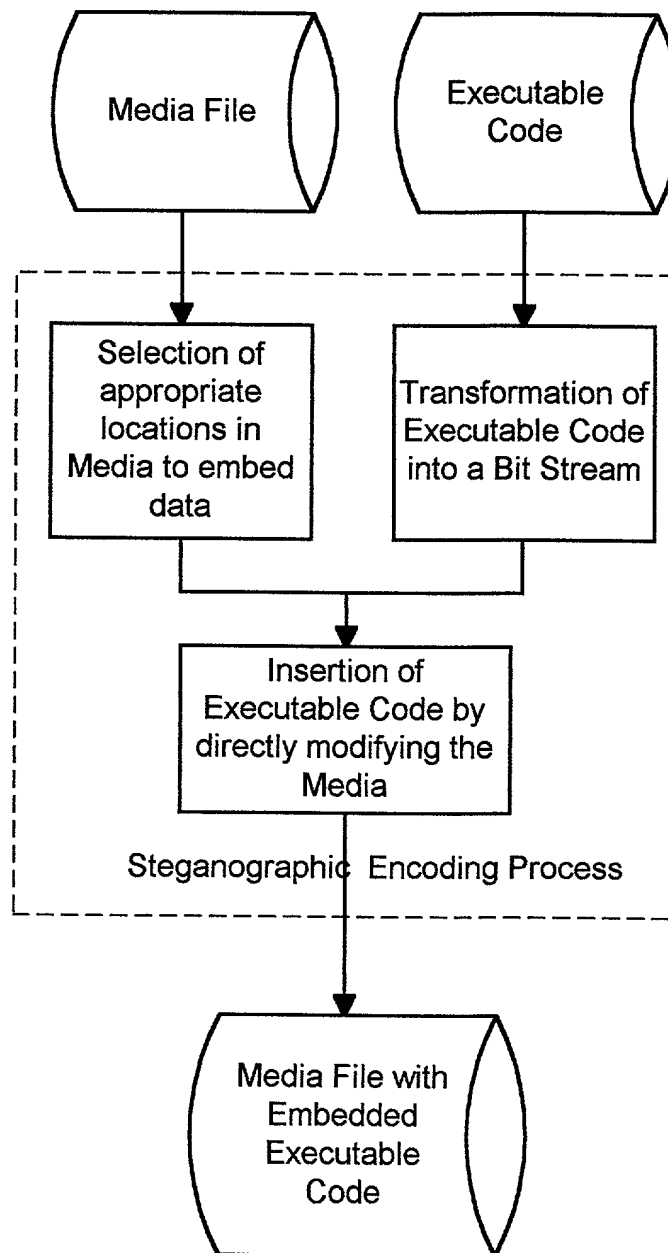 Media File
Executable
Code
Selection of
appropriate
locations in
Media to embed
data
Transformation of
Executable Code
into a Bit Stream
Insertion of
Executable Code by
directly modifying the
Media
Steganographic Encoding Process
Media File with
Embedded
Executable
Code